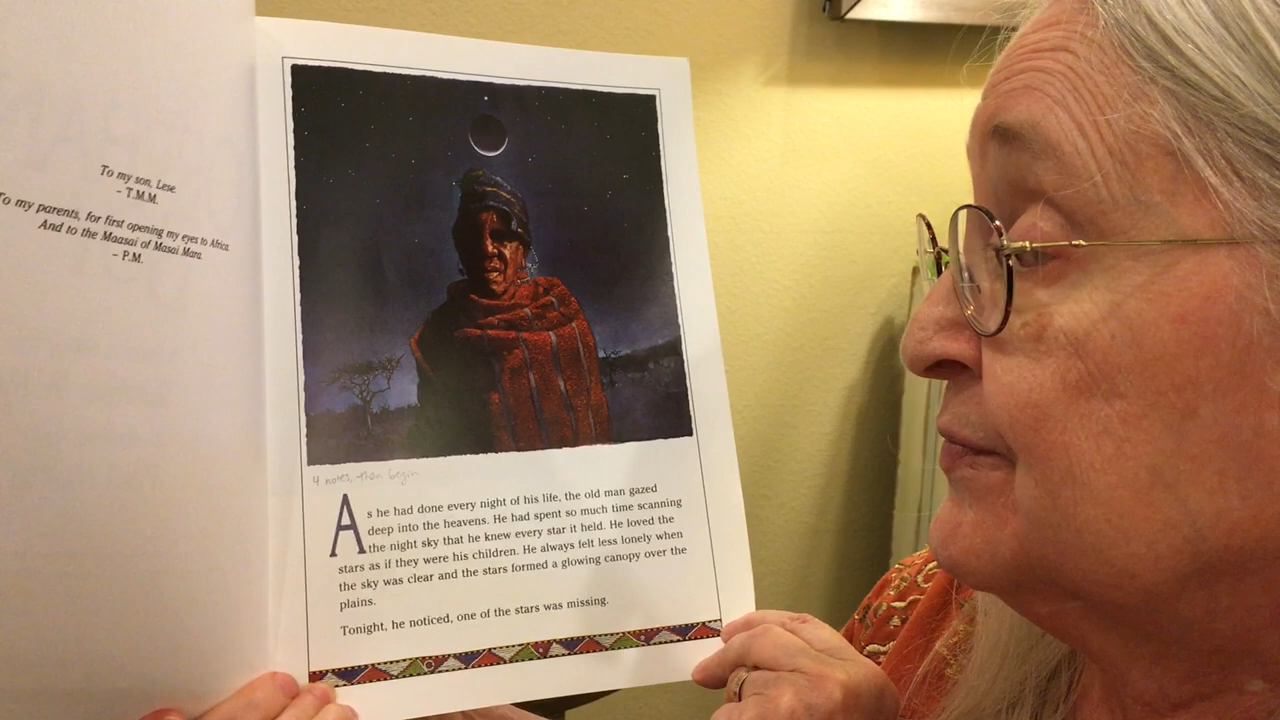 To my son, Lese.
– T.M.M.
To my parents, for first opening my eyes to Africa.
And to the Maasai of Masai Mara.
– P.M.
4 notes, then begin
As he had done every night of his life, the old man gazed
deep into the heavens. He had spent so much time scanning
the night sky that he knew every star it held. He loved the
stars as if they were his children. He always felt less lonely when
the sky was clear and the stars formed a glowing canopy over the
plains.
Tonight, he noticed, one of the stars was missing.